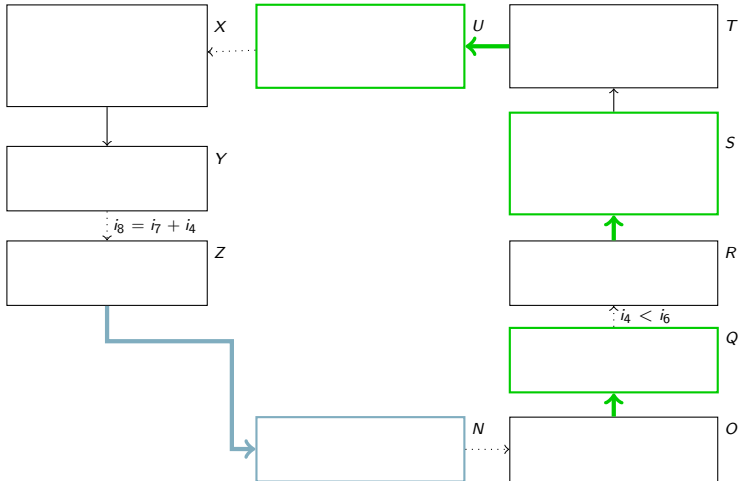 X
U
T
S
Y
i₈ = i₇ + i₄
Z
R
i₄ < i₆
Q
N
O